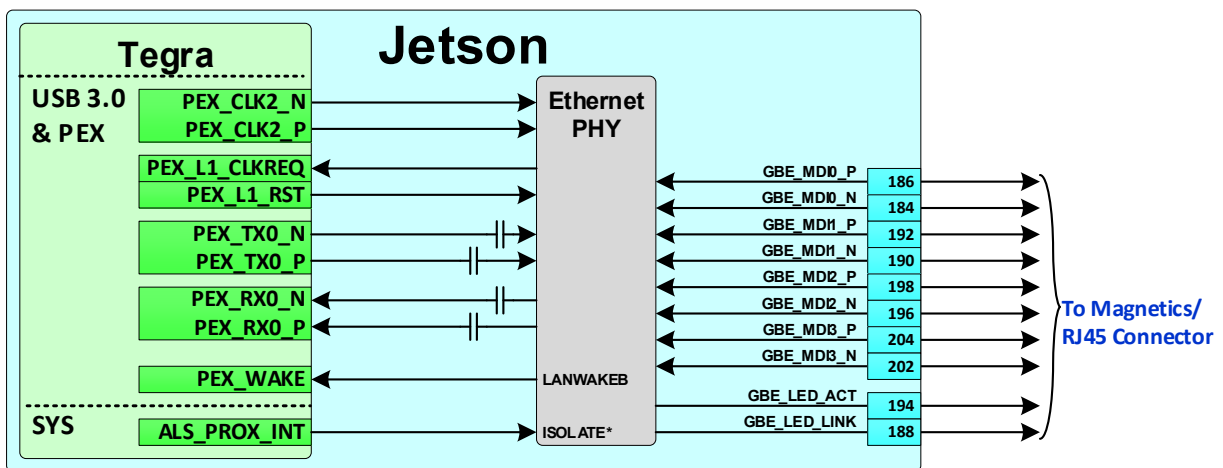 Jetson
Tegra
USB 3.0
& PEX
PEX_CLK2_N
PEX_CLK2_P
PEX_L1_CLKREQ
PEX_L1_RST
PEX_TX0_N
PEX_TX0_P
PEX_RX0_N
PEX_RX0_P
PEX_WAKE
SYS
ALS_PROX_INT
Ethernet
PHY
LANWAKEB
ISOLATE*
GBE_MDI0_P
186
GBE_MDI0_N
184
GBE_MDI1_P
192
GBE_MDI1_N
190
GBE_MDI2_P
198
GBE_MDI2_N
196
GBE_MDI3_P
204
GBE_MDI3_N
202
GBE_LED_ACT
194
GBE_LED_LINK
188
To Magnetics/
RJ45 Connector